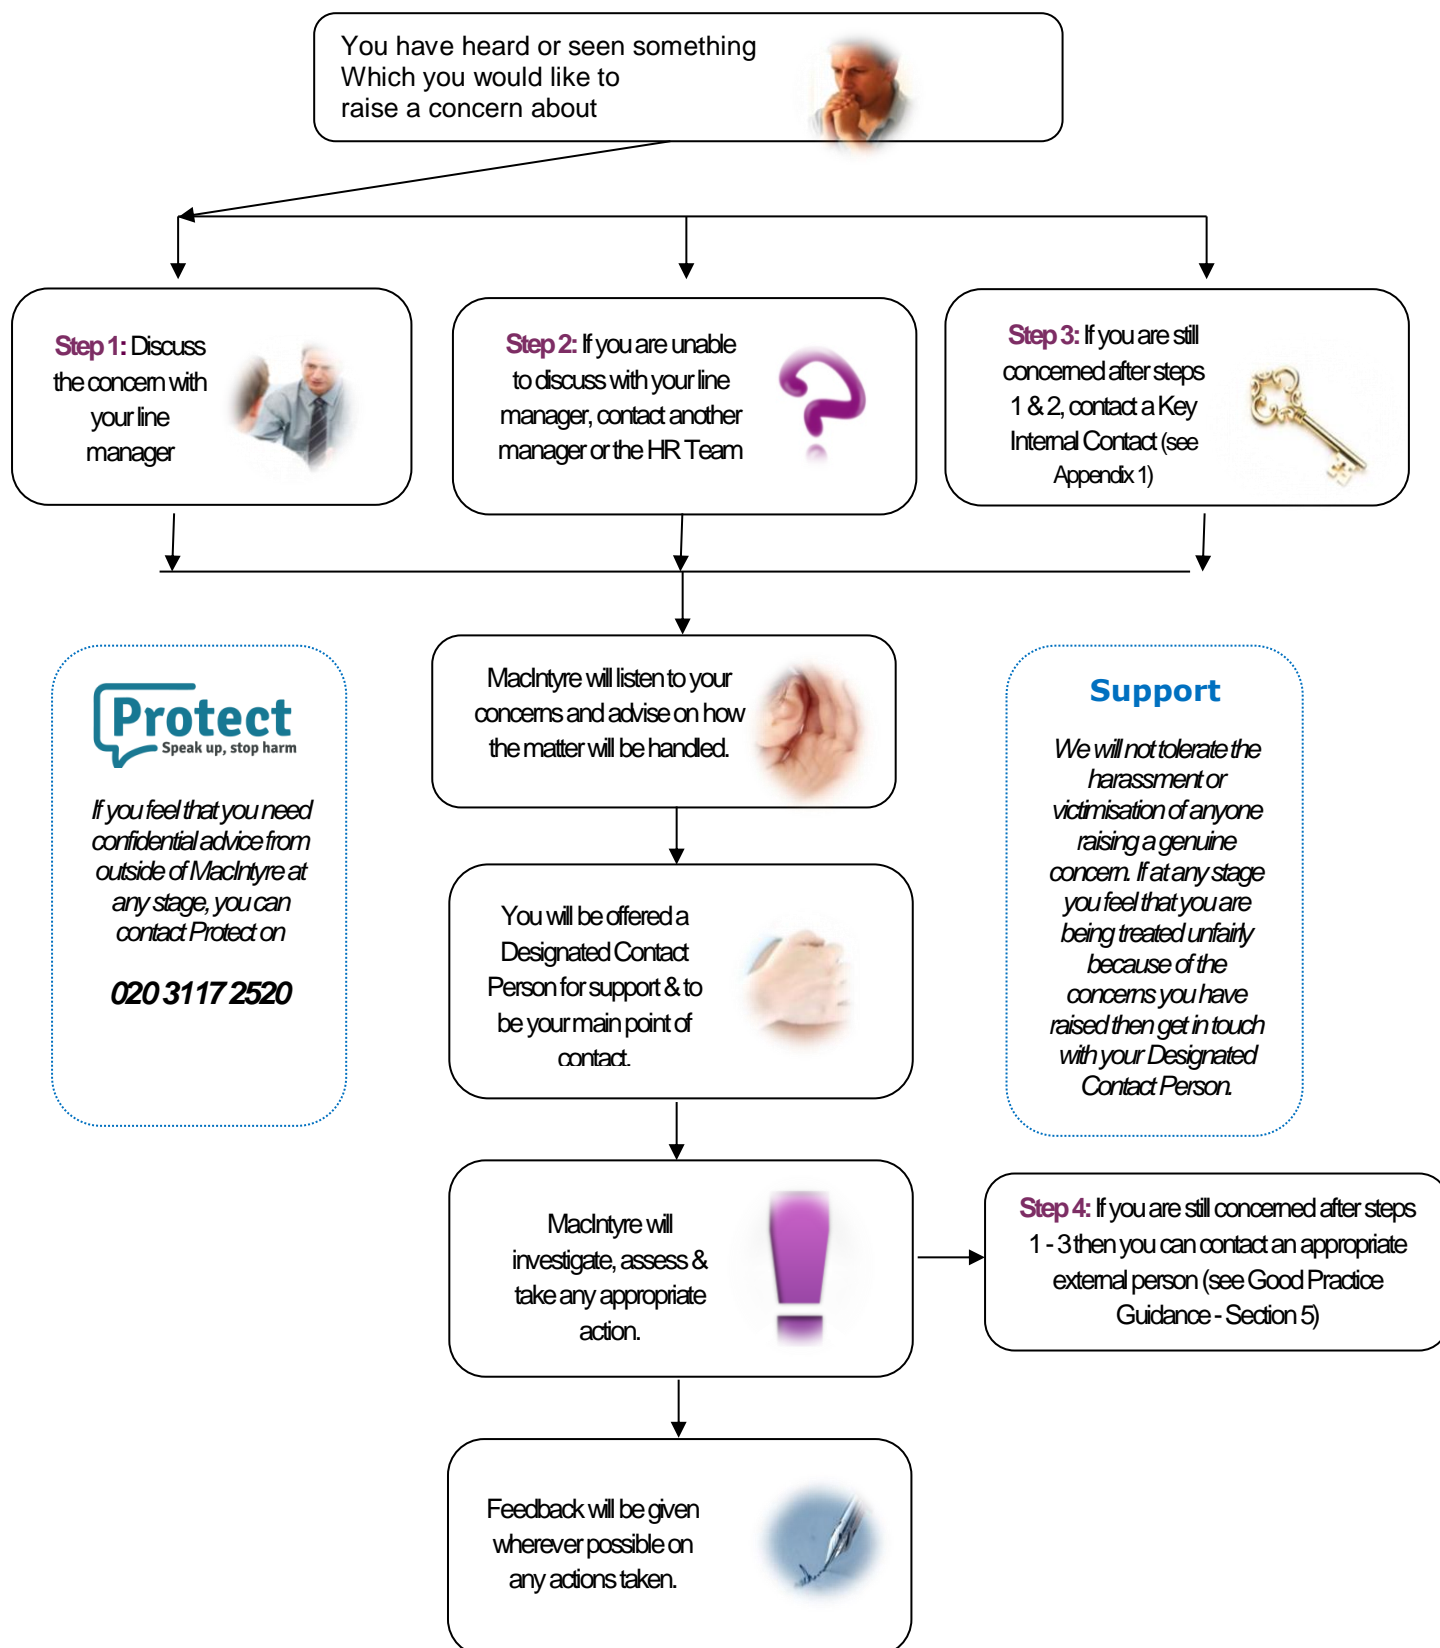 You have heard or seen something
Which you would like to
raise a concern about
Step 1: Discuss
the concern with
your line
manager
Step 2: If you are unable
to discuss with your line
manager, contact another
manager or the HR Team
Step 3: If you are still
concerned after steps
1 & 2, contact a Key
Internal Contact (see
Appendix 1)
Protect
Speak up, stop harm
If you feel that you need
confidential advice from
outside of MacIntyre at
any stage, you can
contact Protect on
020 3117 2520
MacIntyre will listen to your
concerns and advise on how
the matter will be handled.
Support
We will not tolerate the
harassment or
victimisation of anyone
raising a genuine
concern. If at any stage
you feel that you are
being treated unfairly
because of the
concerns you have
raised then get in touch
with your Designated
Contact Person.
You will be offered a
Designated Contact
Person for support & to
be your main point of
contact.
MacIntyre will
investigate, assess &
take any appropriate
action.
Step 4: If you are still concerned after steps
1 - 3 then you can contact an appropriate
external person (see Good Practice
Guidance - Section 5)
Feedback will be given
wherever possible on
any actions taken.